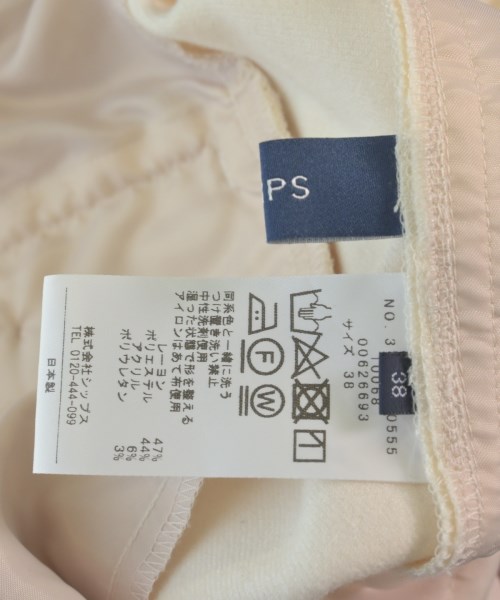 PS
38
NO. 3
10068 0555
00626693
サイズ 38
F W
同系色と一緒に洗う
つけ置き洗い禁止
中性洗剤使用
湿った状態で形を整える
アイロンはあて布使用
レーヨン 47%
ポリエステル 44%
アクリル 6%
ポリウレタン 3%
株式会社シップス
TEL 0120-444-099
日本製